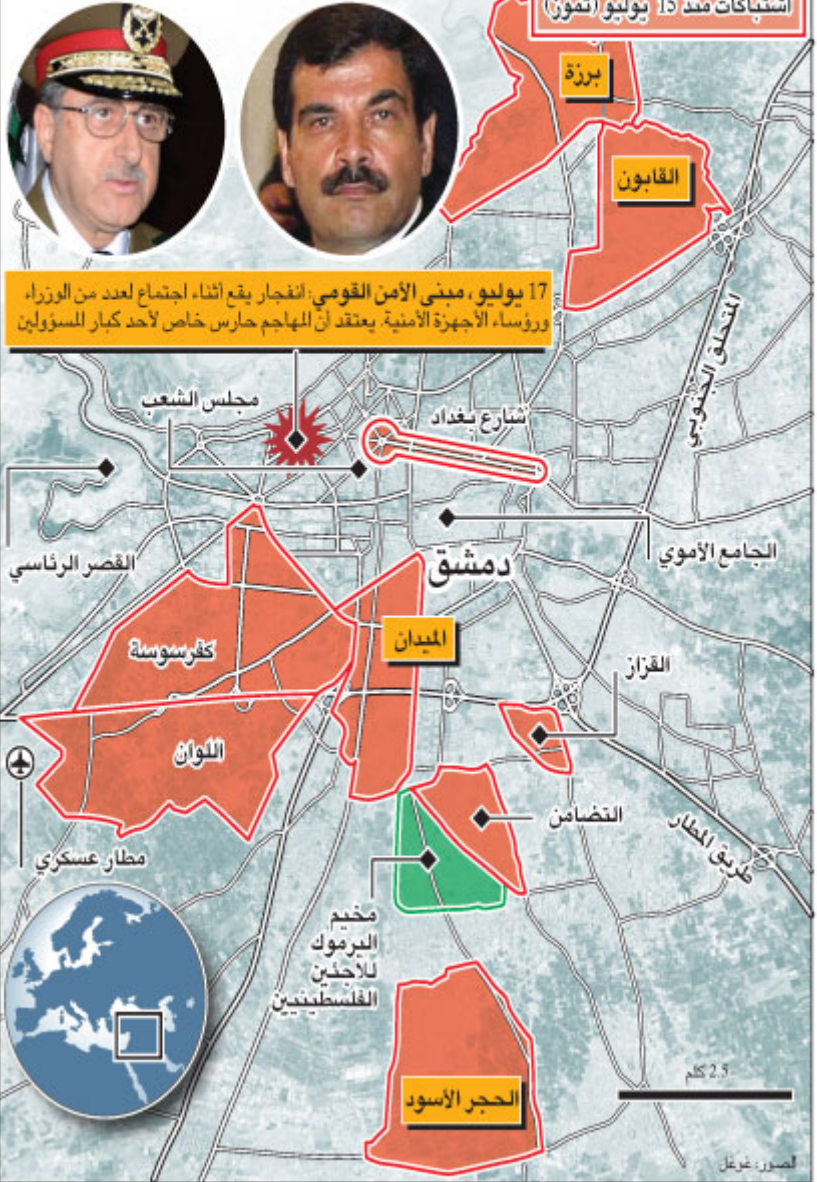 اشتباكات منذ 15 يوليو (تموز)
برزة
القابون
17 يوليو، مبنى الأمن القومي: انفجار يقع أثناء اجتماع لعدد من الوزراء
ورؤساء الأجهزة الأمنية. يعتقد أن المهاجم حارس خاص لأحد كبار المسؤولين
المتحلق الجنوبي
مجلس الشعب
شارع بغداد
القصر الرئاسي
الجامع الأموي
دمشق
الميدان
كفرسوسة
القزاز
اللوان
التضامن
طريق المطار
مطار عسكري
مخيم
اليرموك
للاجئين
الفلسطينيين
2.5 كلم
الحجر الأسود
الصور: غوغل